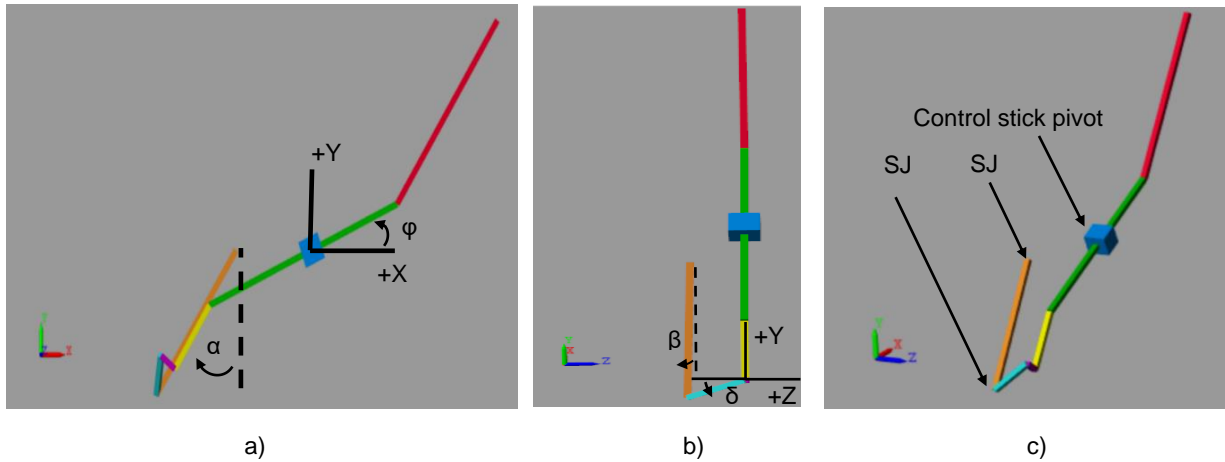 +Y
φ
+X
α
Y
Z
X
a)
β
+Y
δ
+Z
Y
X
Z
b)
Control stick pivot
SJ
SJ
Y
X
Z
c)